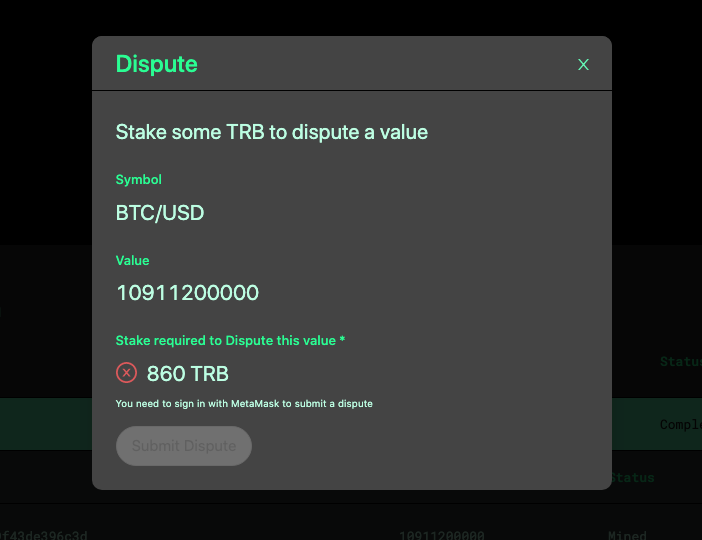 Dispute
X
Stake some TRB to dispute a value
Symbol
BTC/USD
Value
10911200000
Stake required to Dispute this value *
860 TRB
You need to sign in with MetaMask to submit a dispute
Submit Dispute
Status
Comple
Status
f43de396c3d 10911200000 Mined